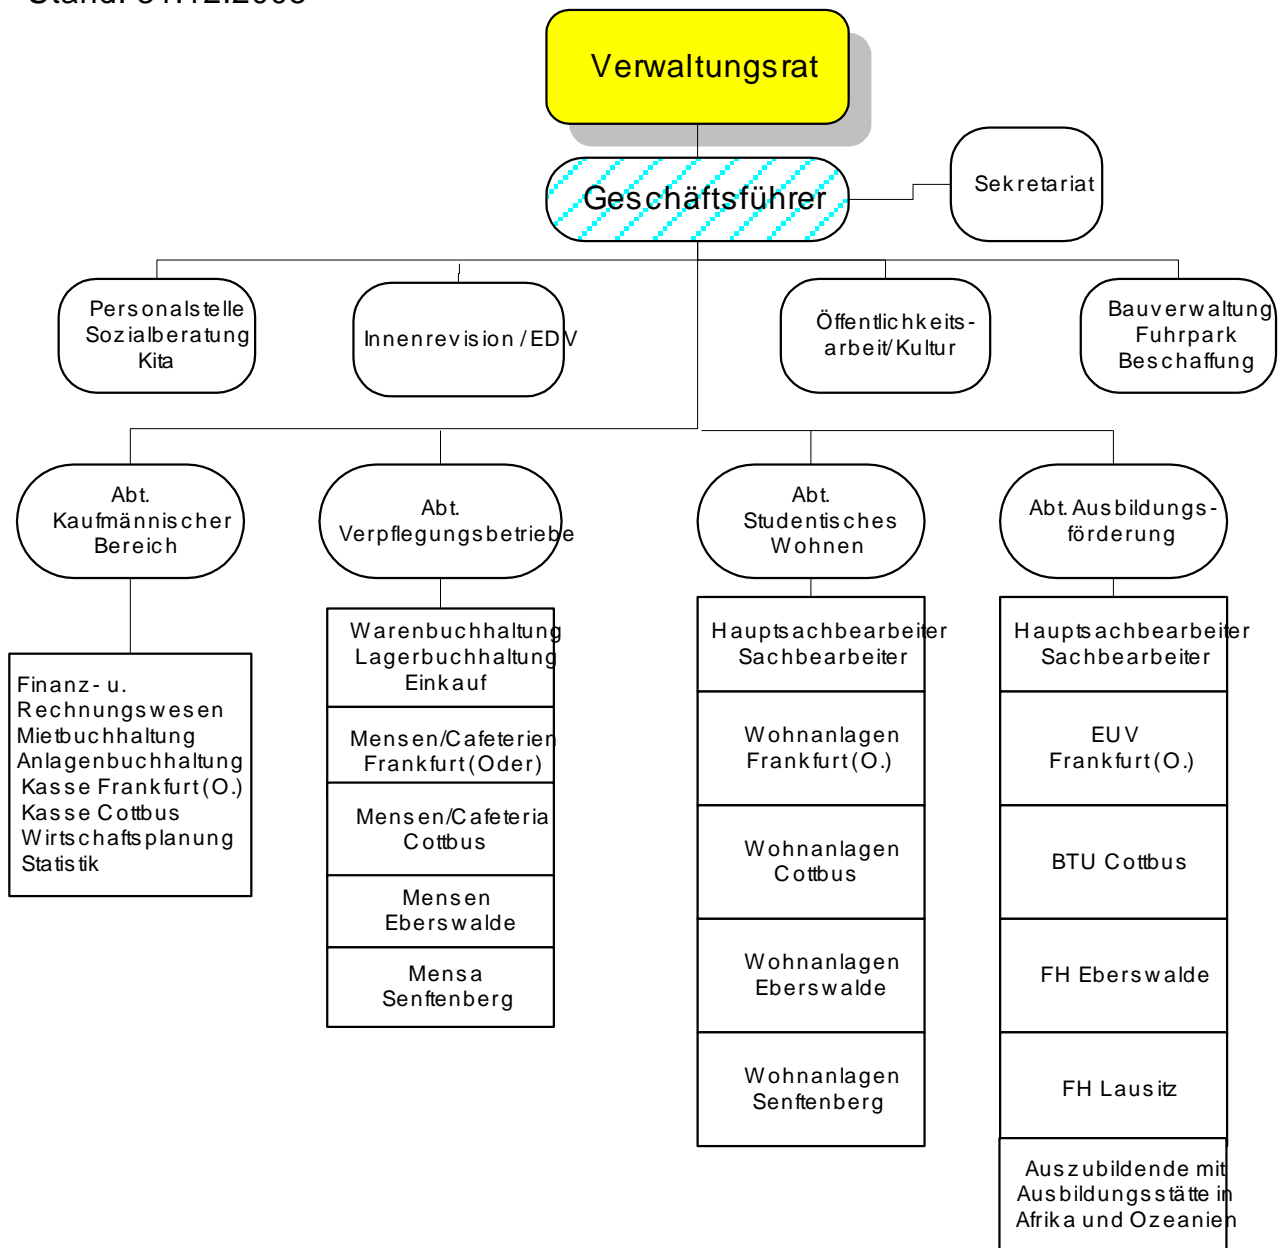 Verwaltungsrat
Geschäftsführer
Sekretariat
Personalstelle
Sozialberatung
Kita
Innenrevision / EDV
Öffentlichkeits-
arbeit/Kultur
Bauverwaltung
Fuhrpark
Beschaffung
Abt.
Kaufmännischer
Bereich
Abt.
Verpflegungsbetriebe
Abt.
Studentisches
Wohnen
Abt. Ausbildungs-
förderung
Finanz- u.
Rechnungswesen
Mietbuchhaltung
Anlagenbuchhaltung
Kasse Frankfurt (O.)
Kasse Cottbus
Wirtschaftsplanung
Statistik
Warenbuchhaltung
Lagerbuchhaltung
Einkauf
Mensen/Cafeterien
Frankfurt (Oder)
Mensen/Cafeteria
Cottbus
Mensen
Eberswalde
Mensa
Senftenberg
Hauptsachbearbeiter
Sachbearbeiter
Wohnanlagen
Frankfurt (O.)
Wohnanlagen
Cottbus
Wohnanlagen
Eberswalde
Wohnanlagen
Senftenberg
Hauptsachbearbeiter
Sachbearbeiter
EUV
Frankfurt (O.)
BTU Cottbus
FH Eberswalde
FH Lausitz
Auszubildende mit
Ausbildungsstätte in
Afrika und Ozeanien